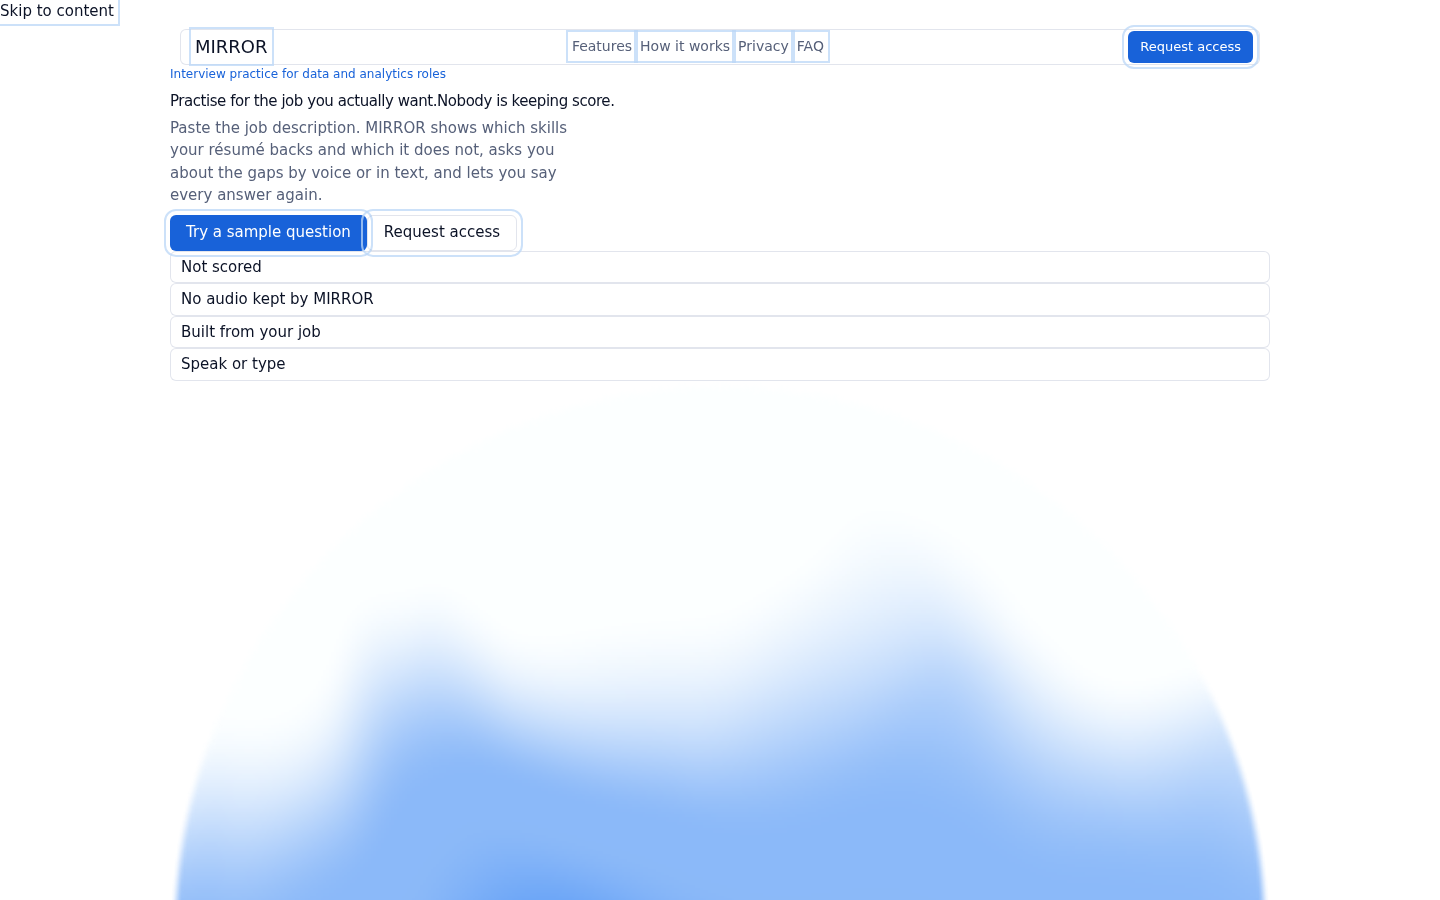 Skip to content
MIRROR
Features
How it works
Privacy
FAQ
Request access
Interview practice for data and analytics roles
Practise for the job you actually want.Nobody is keeping score.
Paste the job description. MIRROR shows which skills
your résumé backs and which it does not, asks you
about the gaps by voice or in text, and lets you say
every answer again.
Try a sample question
Request access
Not scored
No audio kept by MIRROR
Built from your job
Speak or type